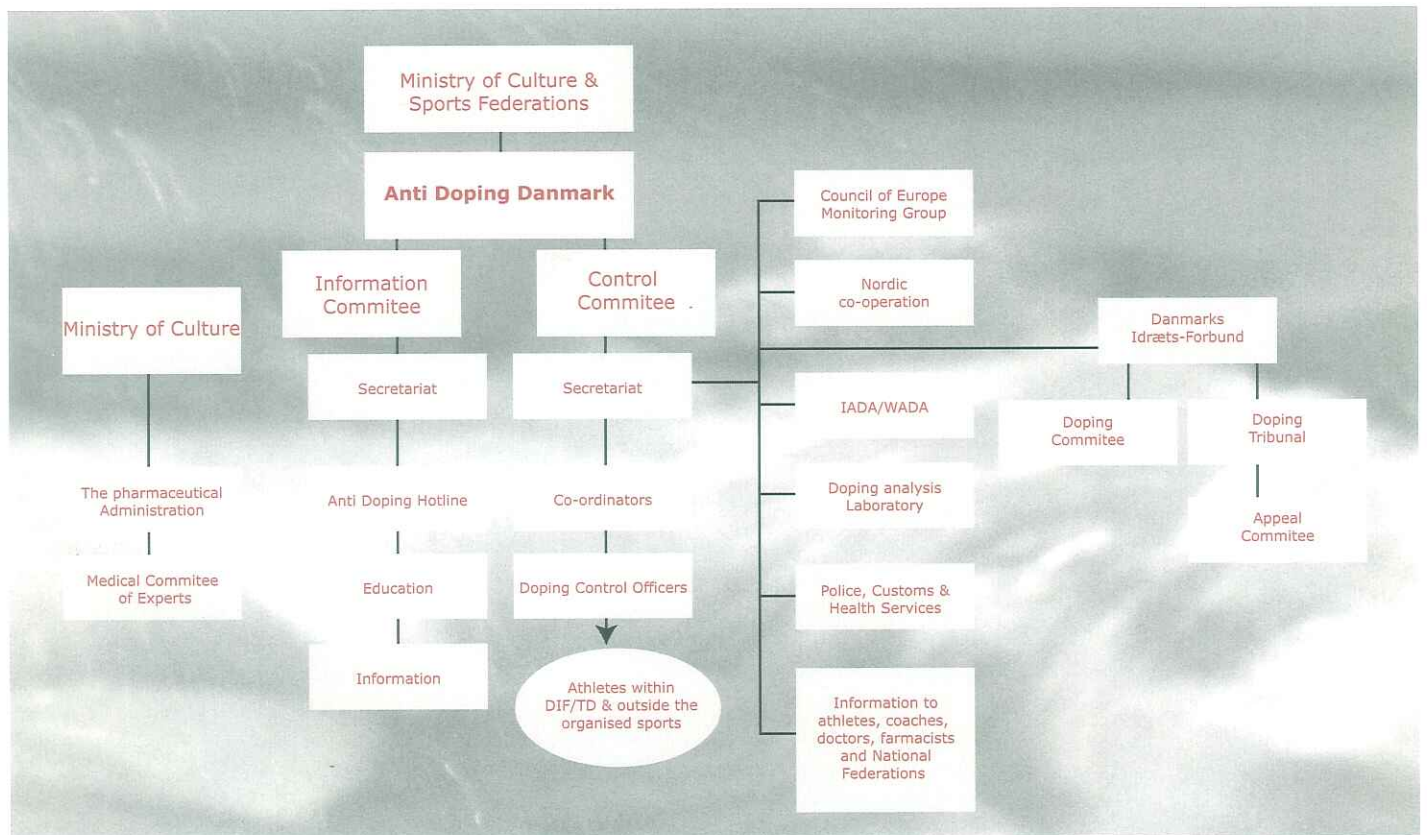 Ministry of Culture &
Sports Federations
Anti Doping Danmark
Ministry of Culture
The pharmaceutical
Administration
Medical Commitee
of Experts
Information
Commitee
Secretariat
Anti Doping Hotline
Education
Information
Control
Commitee
Secretariat
Co-ordinators
Doping Control Officers
Athletes within
DIF/TD & outside the
organised sports
Council of Europe
Monitoring Group
Nordic
co-operation
IADA/WADA
Doping analysis
Laboratory
Police, Customs &
Health Services
Information to
athletes, coaches,
doctors, farmacists
and National
Federations
Danmarks
Idræts-Forbund
Doping
Commitee
Doping
Tribunal
Appeal
Commitee